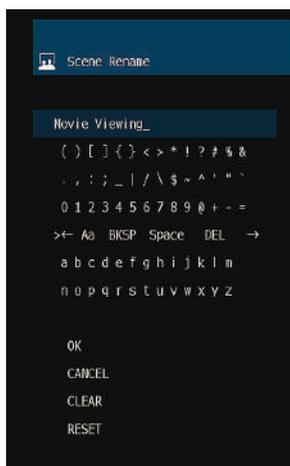 Scene Rename
Movie Viewing_
( ) [ ] { } < > * ! ? # % &
. , : ; _ | / \ $ ~ ^ ' " `
0 1 2 3 4 5 6 7 8 9 @ + - =
>← Aa BKSP Space DEL →
a b c d e f g h i j k l m
n o p q r s t u v w x y z
OK
CANCEL
CLEAR
RESET